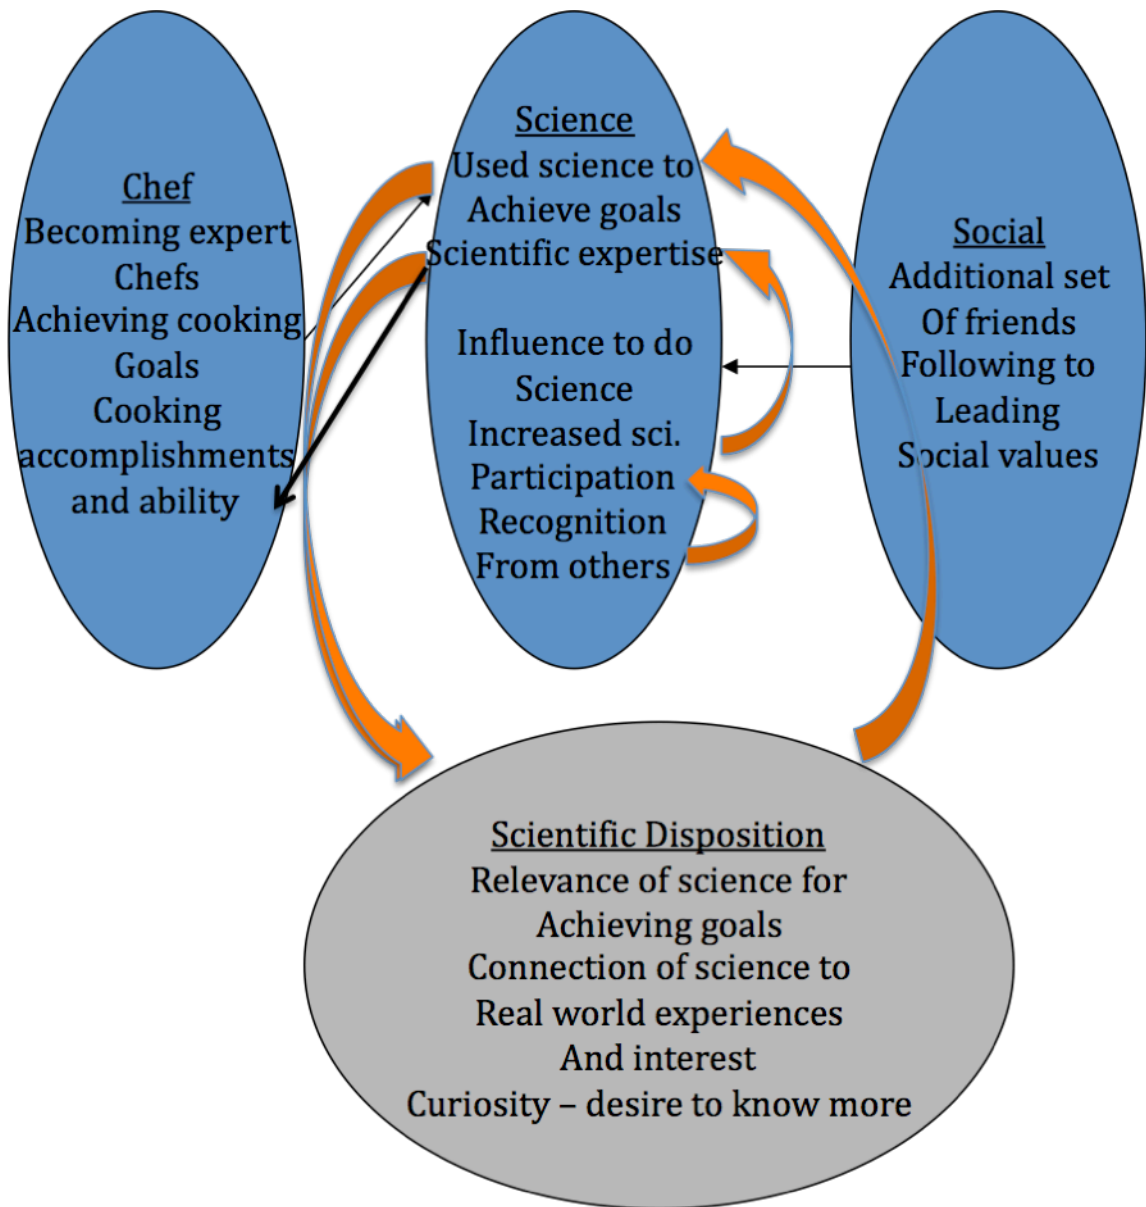 Chef
Becoming expert
Chefs
Achieving cooking
Goals
Cooking
accomplishments
and ability
Science
Used science to
Achieve goals
Scientific expertise
Influence to do
Science
Increased sci.
Participation
Recognition
From others
Social
Additional set
Of friends
Following to
Leading
Social values
Scientific Disposition
Relevance of science for
Achieving goals
Connection of science to
Real world experiences
And interest
Curiosity – desire to know more